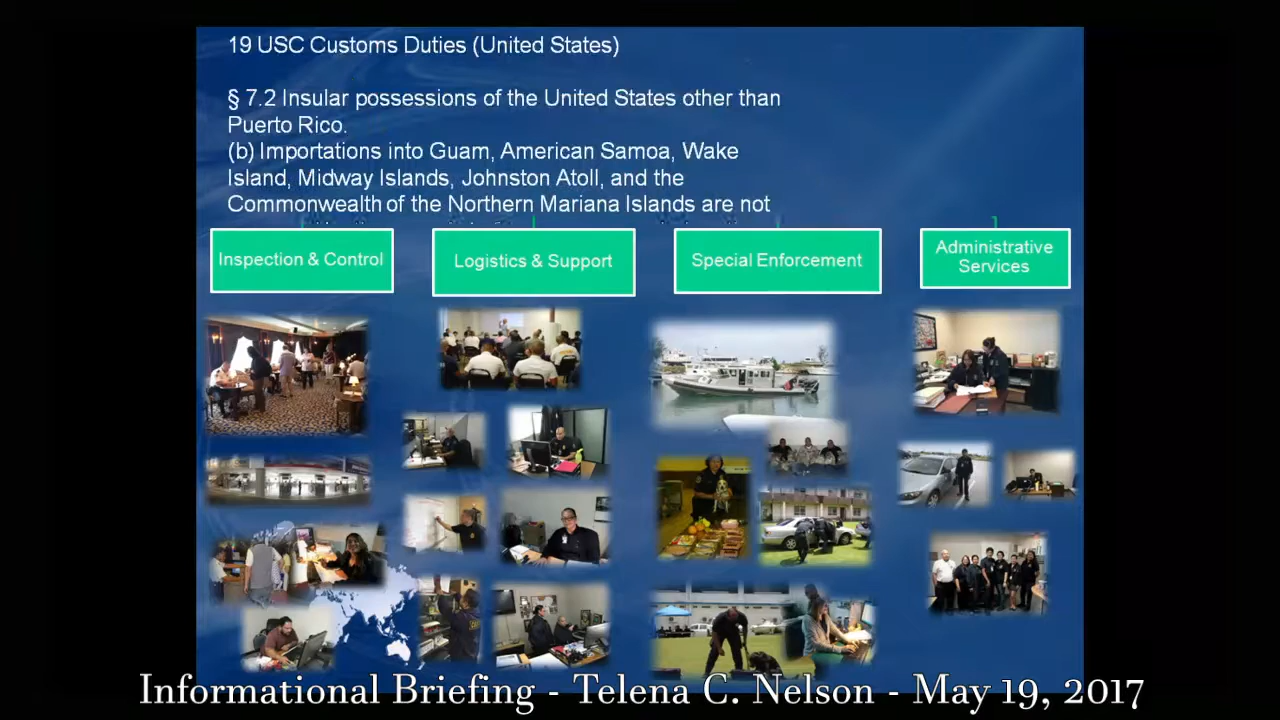 19 USC Customs Duties (United States)
§ 7.2 Insular possessions of the United States other than
Puerto Rico.
(b) Importations into Guam, American Samoa, Wake
Island, Midway Islands, Johnston Atoll, and the
Commonwealth of the Northern Mariana Islands are not
Inspection & Control
Logistics & Support
Special Enforcement
Administrative
Services
Informational Briefing - Telena C. Nelson - May 19, 2017